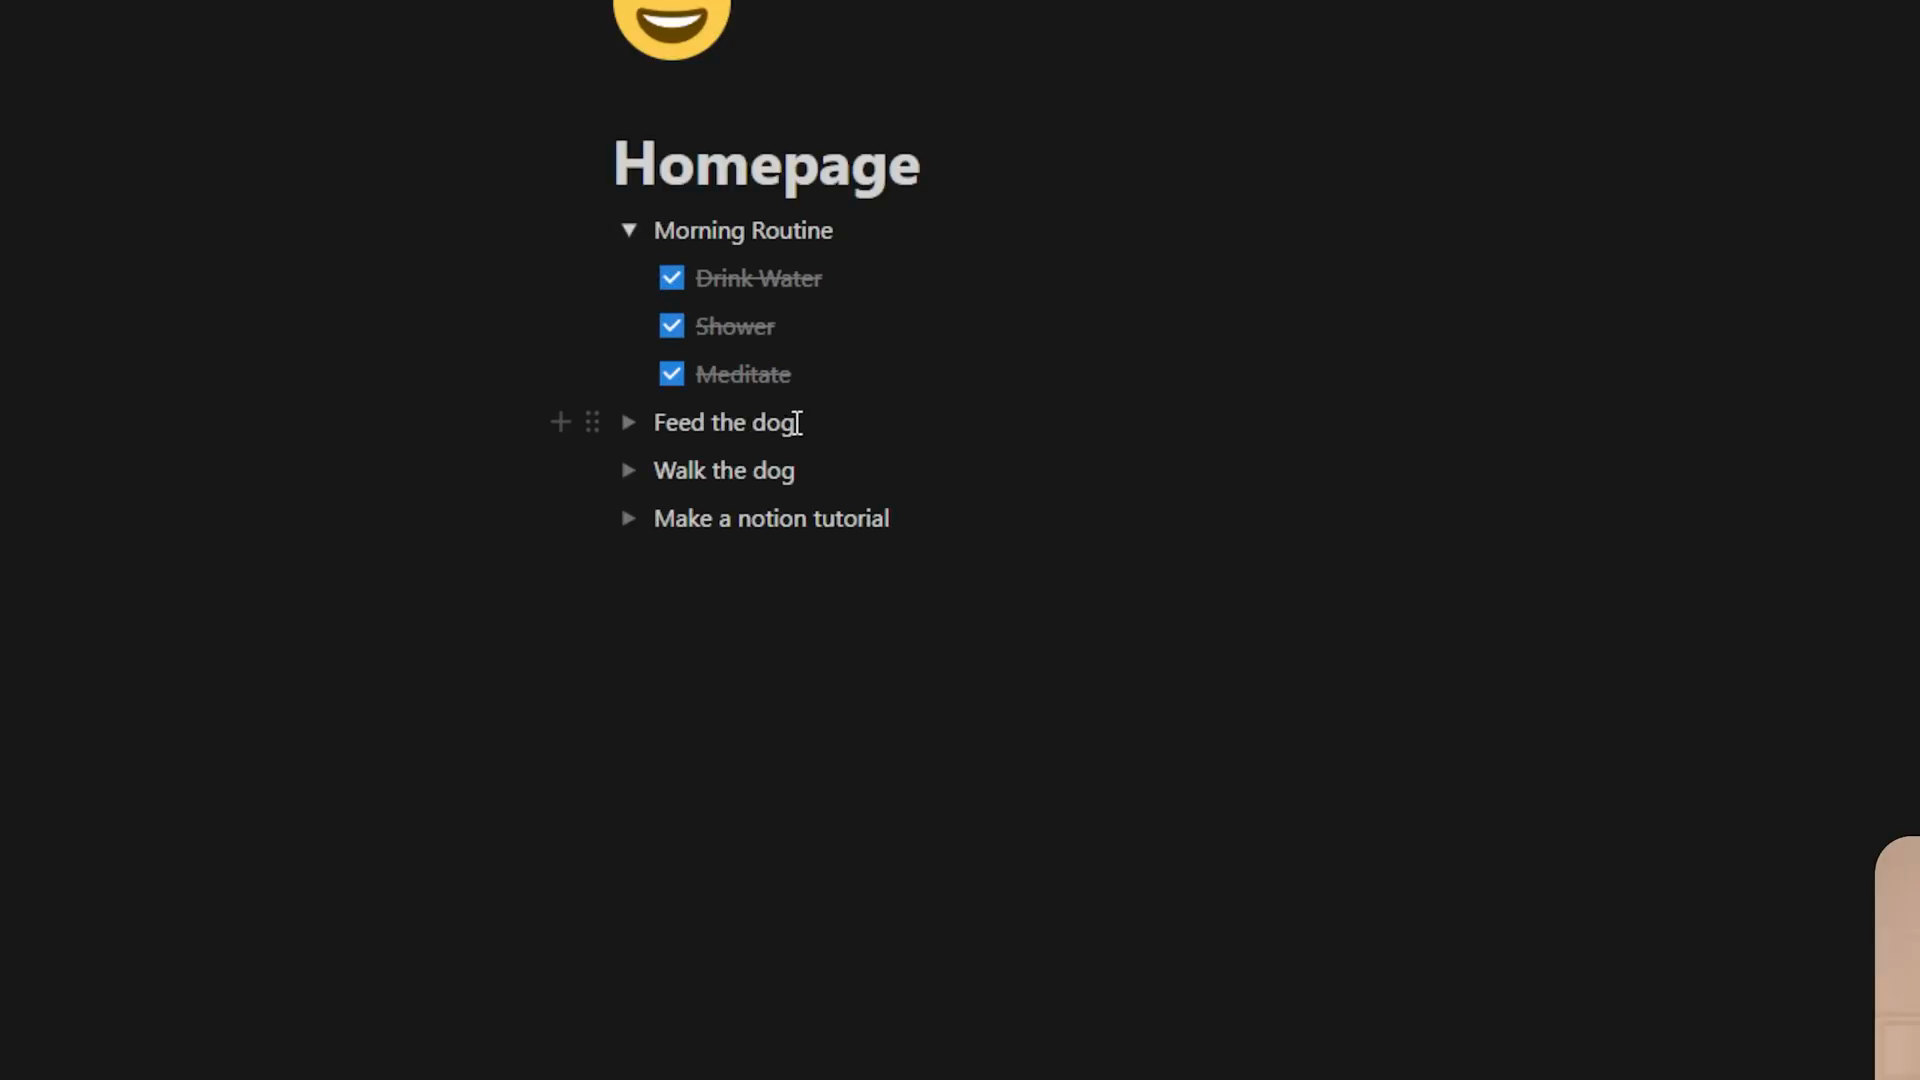 Homepage
Morning Routine
Drink Water
Shower
Meditate
Feed the dog
Walk the dog
Make a notion tutorial